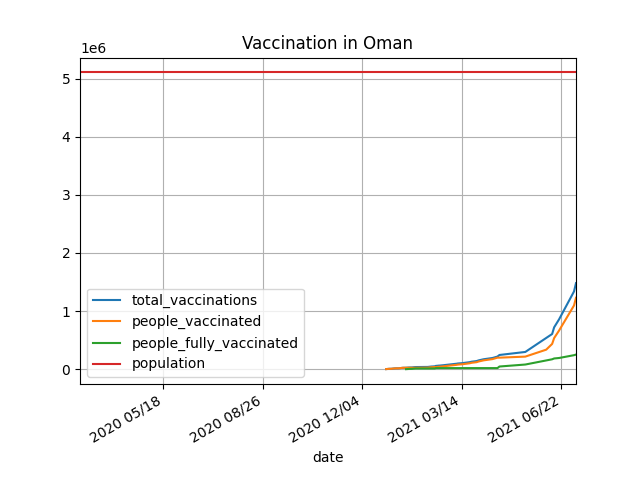 Vaccination in Oman
1e6
5
4
3
2
1
0
total_vaccinations
people_vaccinated
people_fully_vaccinated
population
2020 05/18
2020 08/26
2020 12/04
2021 03/14
2021 06/22
date